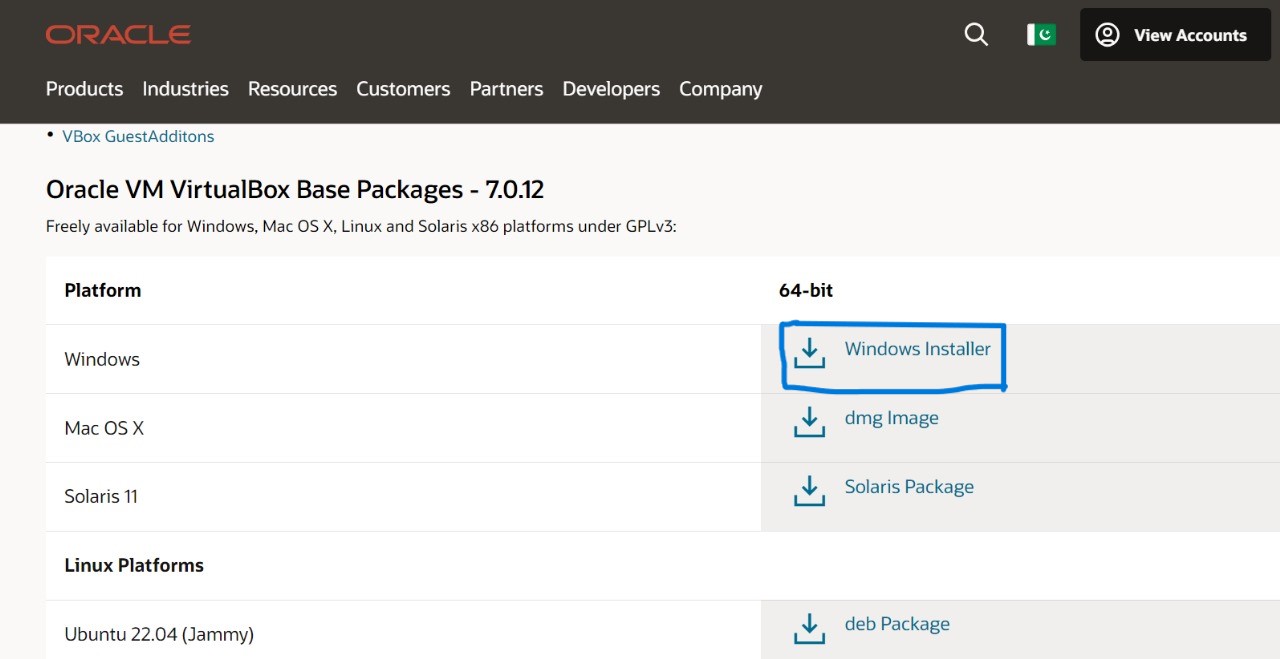 ORACLE
View Accounts
Products Industries Resources Customers Partners Developers Company
• VBox GuestAdditons
Oracle VM VirtualBox Base Packages - 7.0.12
Freely available for Windows, Mac OS X, Linux and Solaris x86 platforms under GPLv3:
Platform 64-bit
Windows Windows Installer
Mac OS X dmg Image
Solaris 11 Solaris Package
Linux Platforms
Ubuntu 22.04 (Jammy) deb Package